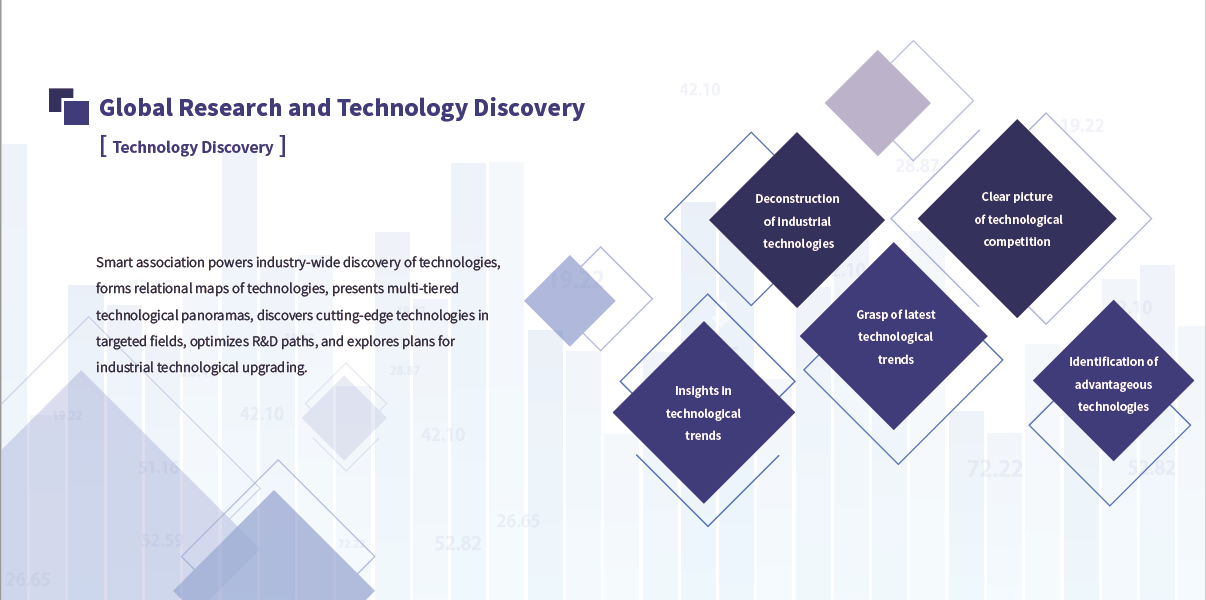 Global Research and Technology Discovery
[ Technology Discovery ]
Smart association powers industry-wide discovery of technologies,
forms relational maps of technologies, presents multi-tiered
technological panoramas, discovers cutting-edge technologies in
targeted fields, optimizes R&D paths, and explores plans for
industrial technological upgrading.
Deconstruction
of industrial
technologies
Clear picture
of technological
competition
Grasp of latest
technological
trends
Insights in
technological
trends
Identification of
advantageous
technologies
42.10
19.22
28.87
19.22
28.87
19.22
42.10
42.10
51.16
72.22
52.82
26.65
52.59
72.22
52.82
26.65